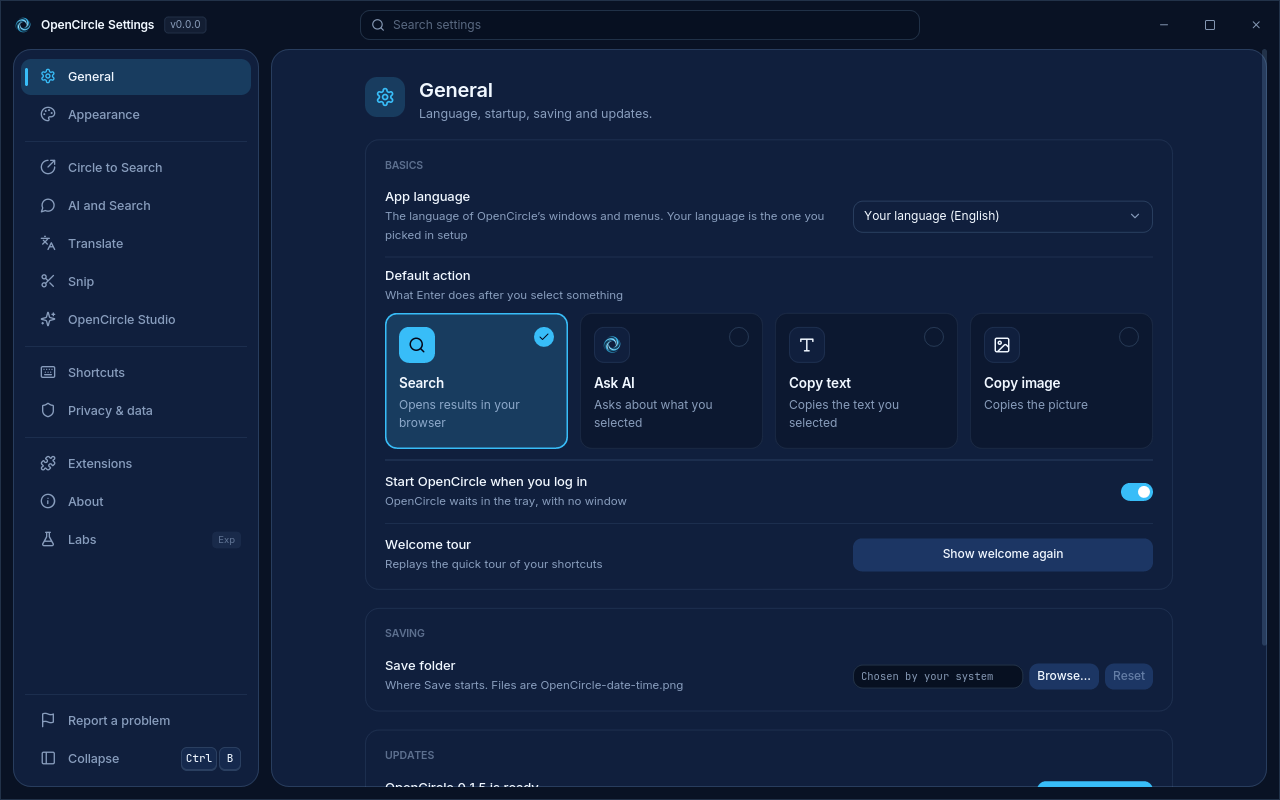 OpenCircle Settings v0.0.0
Search settings
General
Appearance
Circle to Search
AI and Search
Translate
Snip
OpenCircle Studio
Shortcuts
Privacy & data
Extensions
About
Labs Exp
Report a problem
Collapse Ctrl B
General
Language, startup, saving and updates.
BASICS
App language
The language of OpenCircle's windows and menus. Your language is the one you
picked in setup
Your language (English)
Default action
What Enter does after you select something
Search
Opens results in your
browser
Ask AI
Asks about what you
selected
Copy text
Copies the text you
selected
Copy image
Copies the picture
Start OpenCircle when you log in
OpenCircle waits in the tray, with no window
Welcome tour
Replays the quick tour of your shortcuts
Show welcome again
SAVING
Save folder
Where Save starts. Files are OpenCircle-date-time.png
Chosen by your system
Browse...
Reset
UPDATES
OpenCircle 0.1.5 is ready